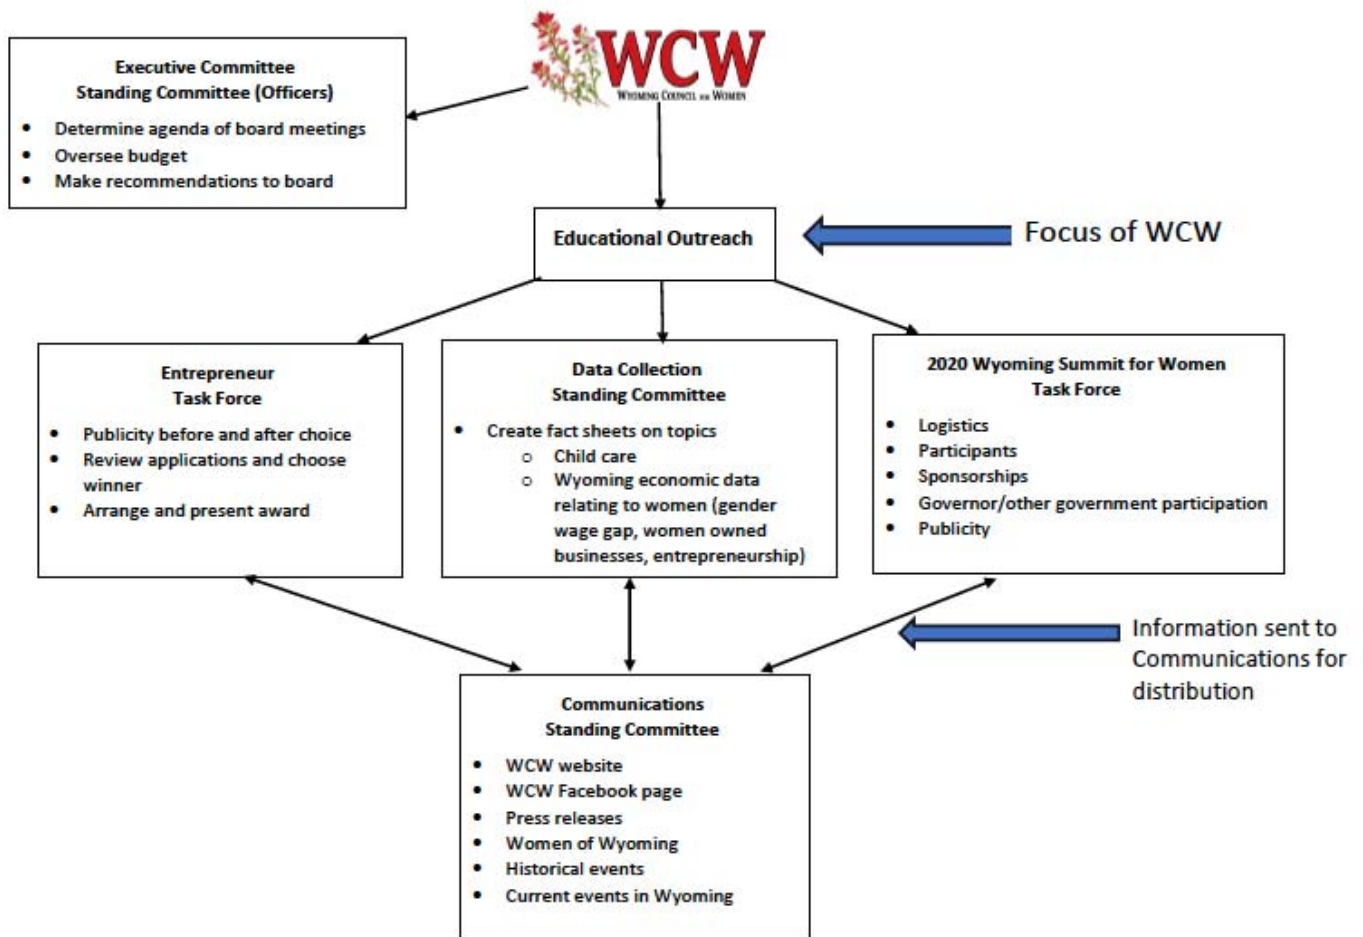 WCW
WYOMING COUNCIL FOR WOMEN
Executive Committee
Standing Committee (Officers)
• Determine agenda of board meetings
• Oversee budget
• Make recommendations to board
Educational Outreach
Focus of WCW
Entrepreneur
Task Force
• Publicity before and after choice
• Review applications and choose
winner
• Arrange and present award
Data Collection
Standing Committee
• Create fact sheets on topics
o Child care
o Wyoming economic data
relating to women (gender
wage gap, women owned
businesses, entrepreneurship)
2020 Wyoming Summit for Women
Task Force
• Logistics
• Participants
• Sponsorships
• Governor/other government participation
• Publicity
Information sent to
Communications for
distribution
Communications
Standing Committee
• WCW website
• WCW Facebook page
• Press releases
• Women of Wyoming
• Historical events
• Current events in Wyoming